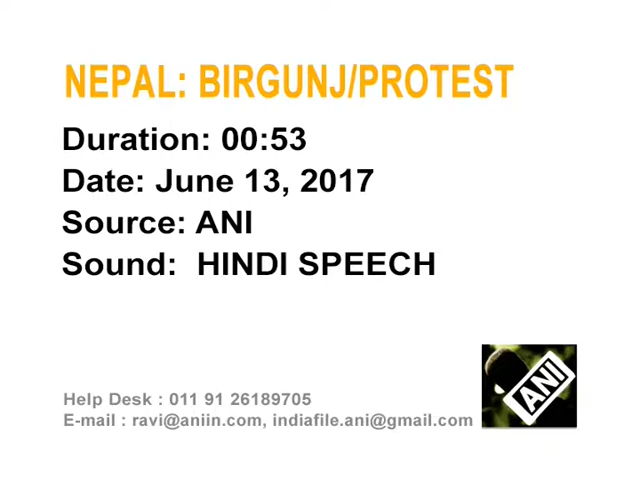 NEPAL: BIRGUNJ/PROTEST
Duration: 00:53
Date: June 13, 2017
Source: ANI
Sound:  HINDI SPEECH
ANI
Help Desk : 011 91 26189705
E-mail : ravi@aniin.com, indiafile.ani@gmail.com